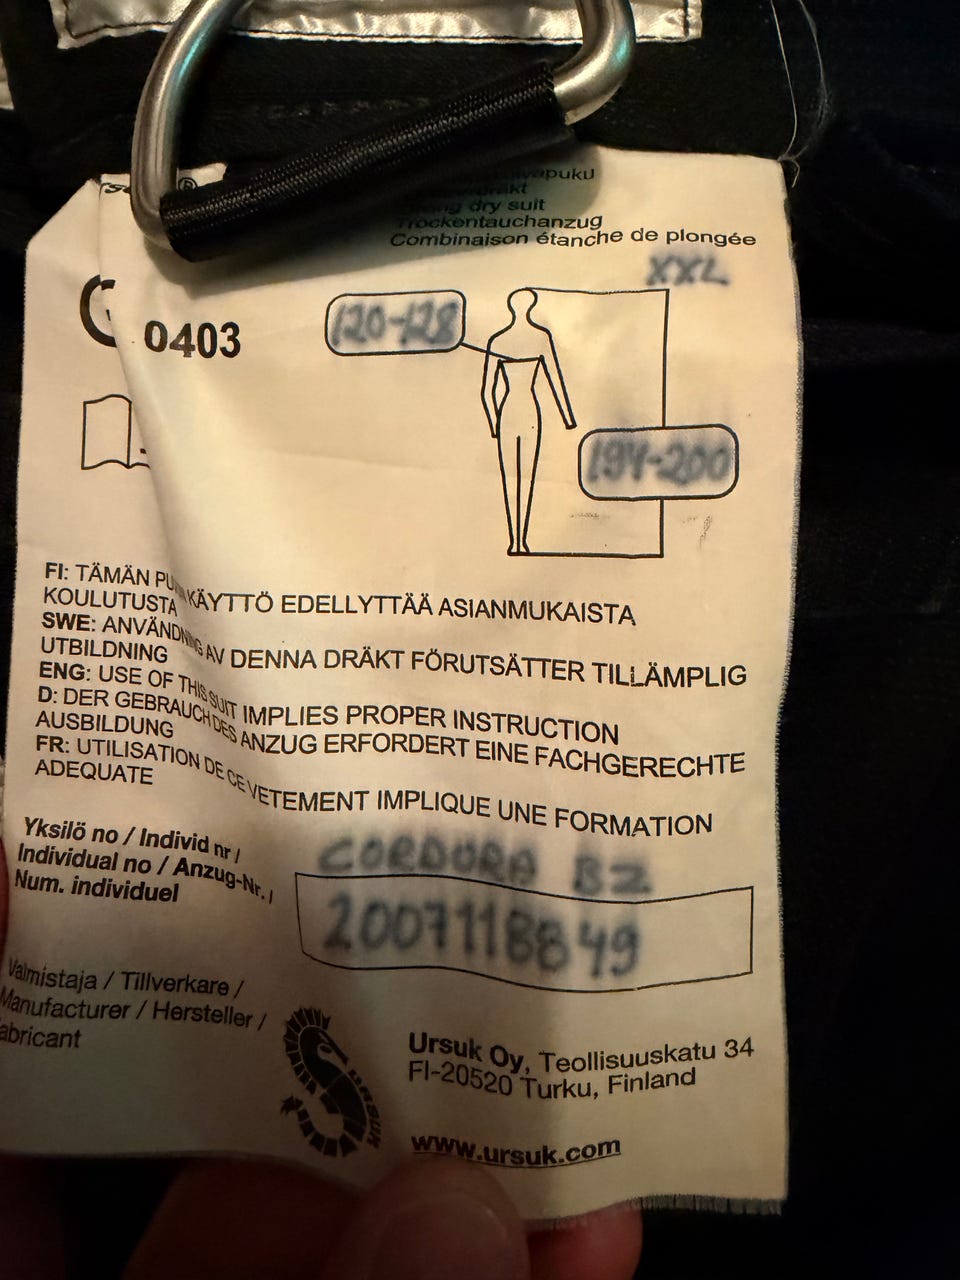 dry suit
Trockentauchanzug
Combinaison étanche de plongée
XXL
0403
120-128
194-200
FI: TÄMÄN KÄYTTÖ EDELLYTTÄÄ ASIANMUKAISTA
KOULUTUSTA
SWE: ANVÄNDNING AV DENNA DRÄKT FÖRUTSÄTTER TILLÄMPLIG
UTBILDNING
ENG: USE OF THIS SUIT IMPLIES PROPER INSTRUCTION
D: DER GEBRAUCH DES ANZUG ERFORDERT EINE FACHGERECHTE
AUSBILDUNG
FR: UTILISATION DE CE VETEMENT IMPLIQUE UNE FORMATION
ADEQUATE
Yksilö no / Individ nr /
Individual no / Anzug-Nr. /
Num. individuel
CORDURA BZ
2007118849
Valmistaja / Tillverkare /
Manufacturer / Hersteller /
abricant
URSUK
Ursuk Oy, Teollisuuskatu 34
FI-20520 Turku, Finland
www.ursuk.com